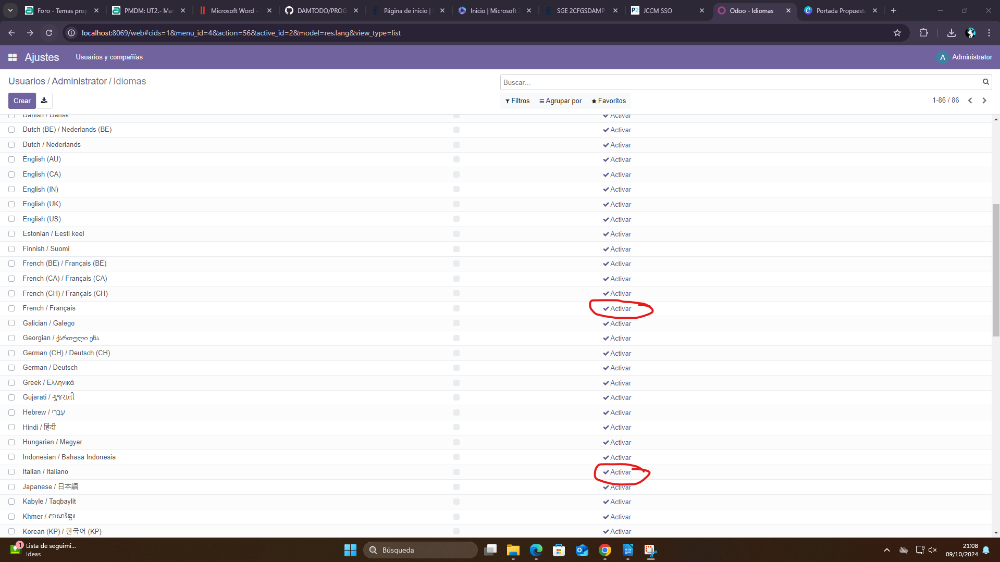 Foro - Temas prop
PMDM: UT2.- Mar
Microsoft Word -
DAMTODO/PROG
Página de inicio |
Inicio | Microsoft 3
SGE 2CFGSDAMP
JCCM SSO
Odoo - Idiomas
Portada Propuesta
localhost:8069/web#cids=1&menu_id=4&action=56&active_id=2&model=res.lang&view_type=list
Ajustes
Usuarios y compañías
A
Administrator
Usuarios / Administrator / Idiomas
Buscar...
Crear
Filtros
Agrupar por
Favoritos
1-86 / 86
Danish / Dansk Activar
Dutch (BE) / Nederlands (BE) Activar
Dutch / Nederlands Activar
English (AU) Activar
English (CA) Activar
English (IN) Activar
English (UK) Activar
English (US) Activar
Estonian / Eesti keel Activar
Finnish / Suomi Activar
French (BE) / Français (BE) Activar
French (CA) / Français (CA) Activar
French (CH) / Français (CH) Activar
French / Français Activar
Galician / Galego Activar
Georgian / ქართული ენა Activar
German (CH) / Deutsch (CH) Activar
German / Deutsch Activar
Greek / Ελληνικά Activar
Gujarati / ગુજરાતી Activar
Hebrew / עברי Activar
Hindi / हिंदी Activar
Hungarian / Magyar Activar
Indonesian / Bahasa Indonesia Activar
Italian / Italiano Activar
Japanese / 日本語 Activar
Kabyle / Taqbaylit Activar
Khmer / ភាសាខ្មែរ Activar
Korean (KP) / 한국어 (KP) Activar
1
Lista de seguimi...
Ideas
Búsqueda
21:08
09/10/2024